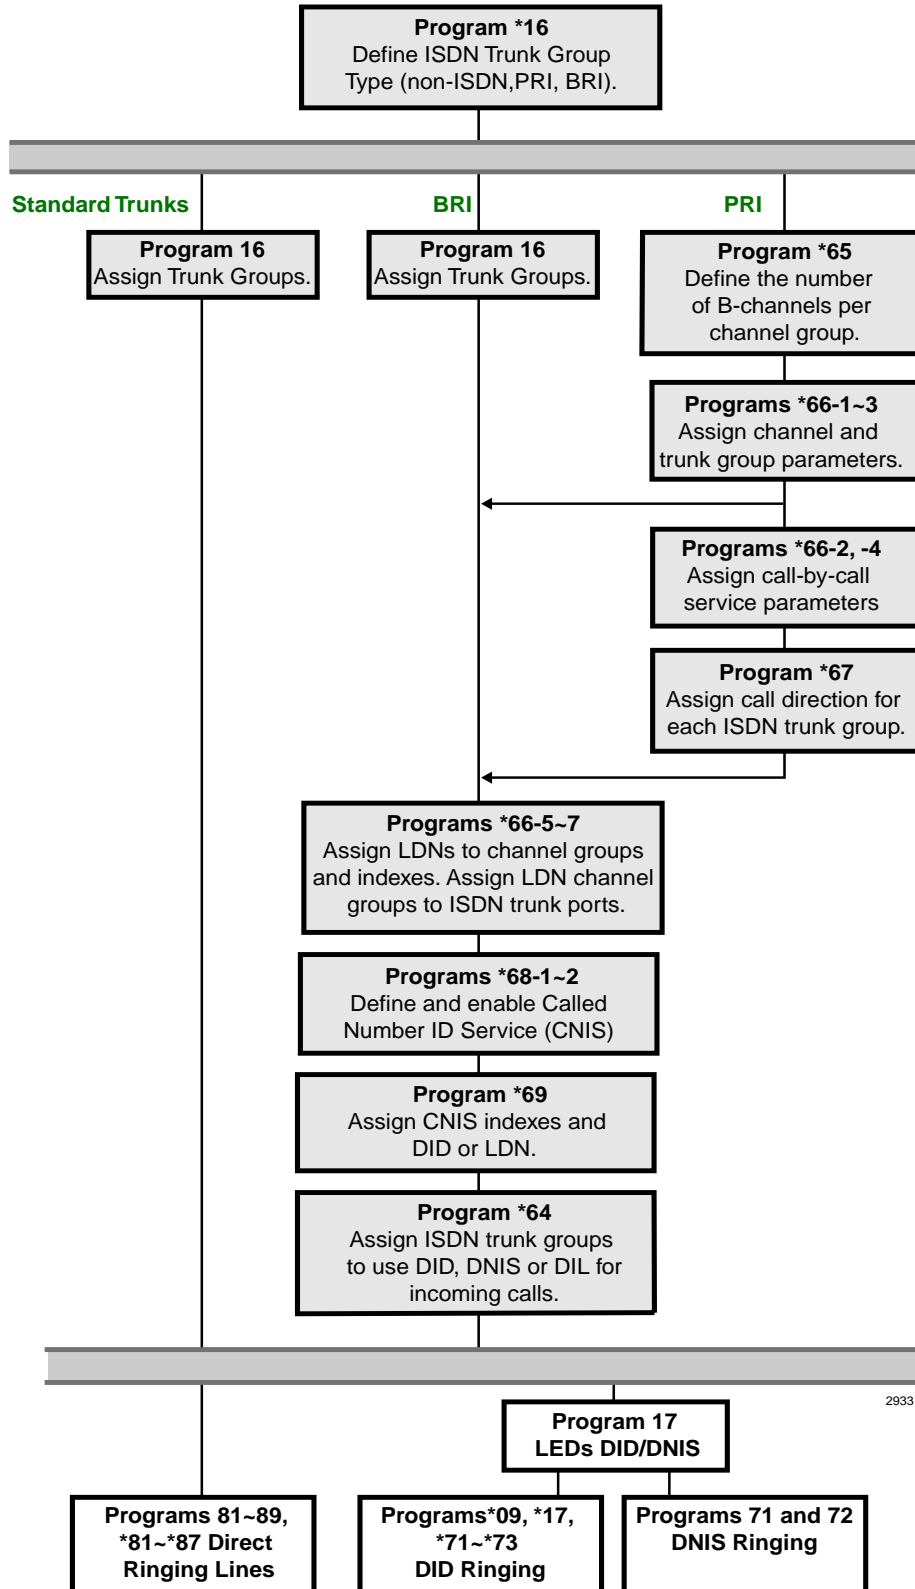 Program *16
Define ISDN Trunk Group
Type (non-ISDN,PRI, BRI).
Standard Trunks
BRI
PRI
Program 16
Assign Trunk Groups.
Program 16
Assign Trunk Groups.
Program *65
Define the number
of B-channels per
channel group.
Programs *66-1~3
Assign channel and
trunk group parameters.
Programs *66-2, -4
Assign call-by-call
service parameters
Program *67
Assign call direction for
each ISDN trunk group.
Programs *66-5~7
Assign LDNs to channel groups
and indexes. Assign LDN channel
groups to ISDN trunk ports.
Programs *68-1~2
Define and enable Called
Number ID Service (CNIS)
Program *69
Assign CNIS indexes and
DID or LDN.
Program *64
Assign ISDN trunk groups
to use DID, DNIS or DIL for
incoming calls.
2933
Program 17
LEDs DID/DNIS
Programs 81~89,
*81~*87 Direct
Ringing Lines
Programs*09, *17,
*71~*73
DID Ringing
Programs 71 and 72
DNIS Ringing